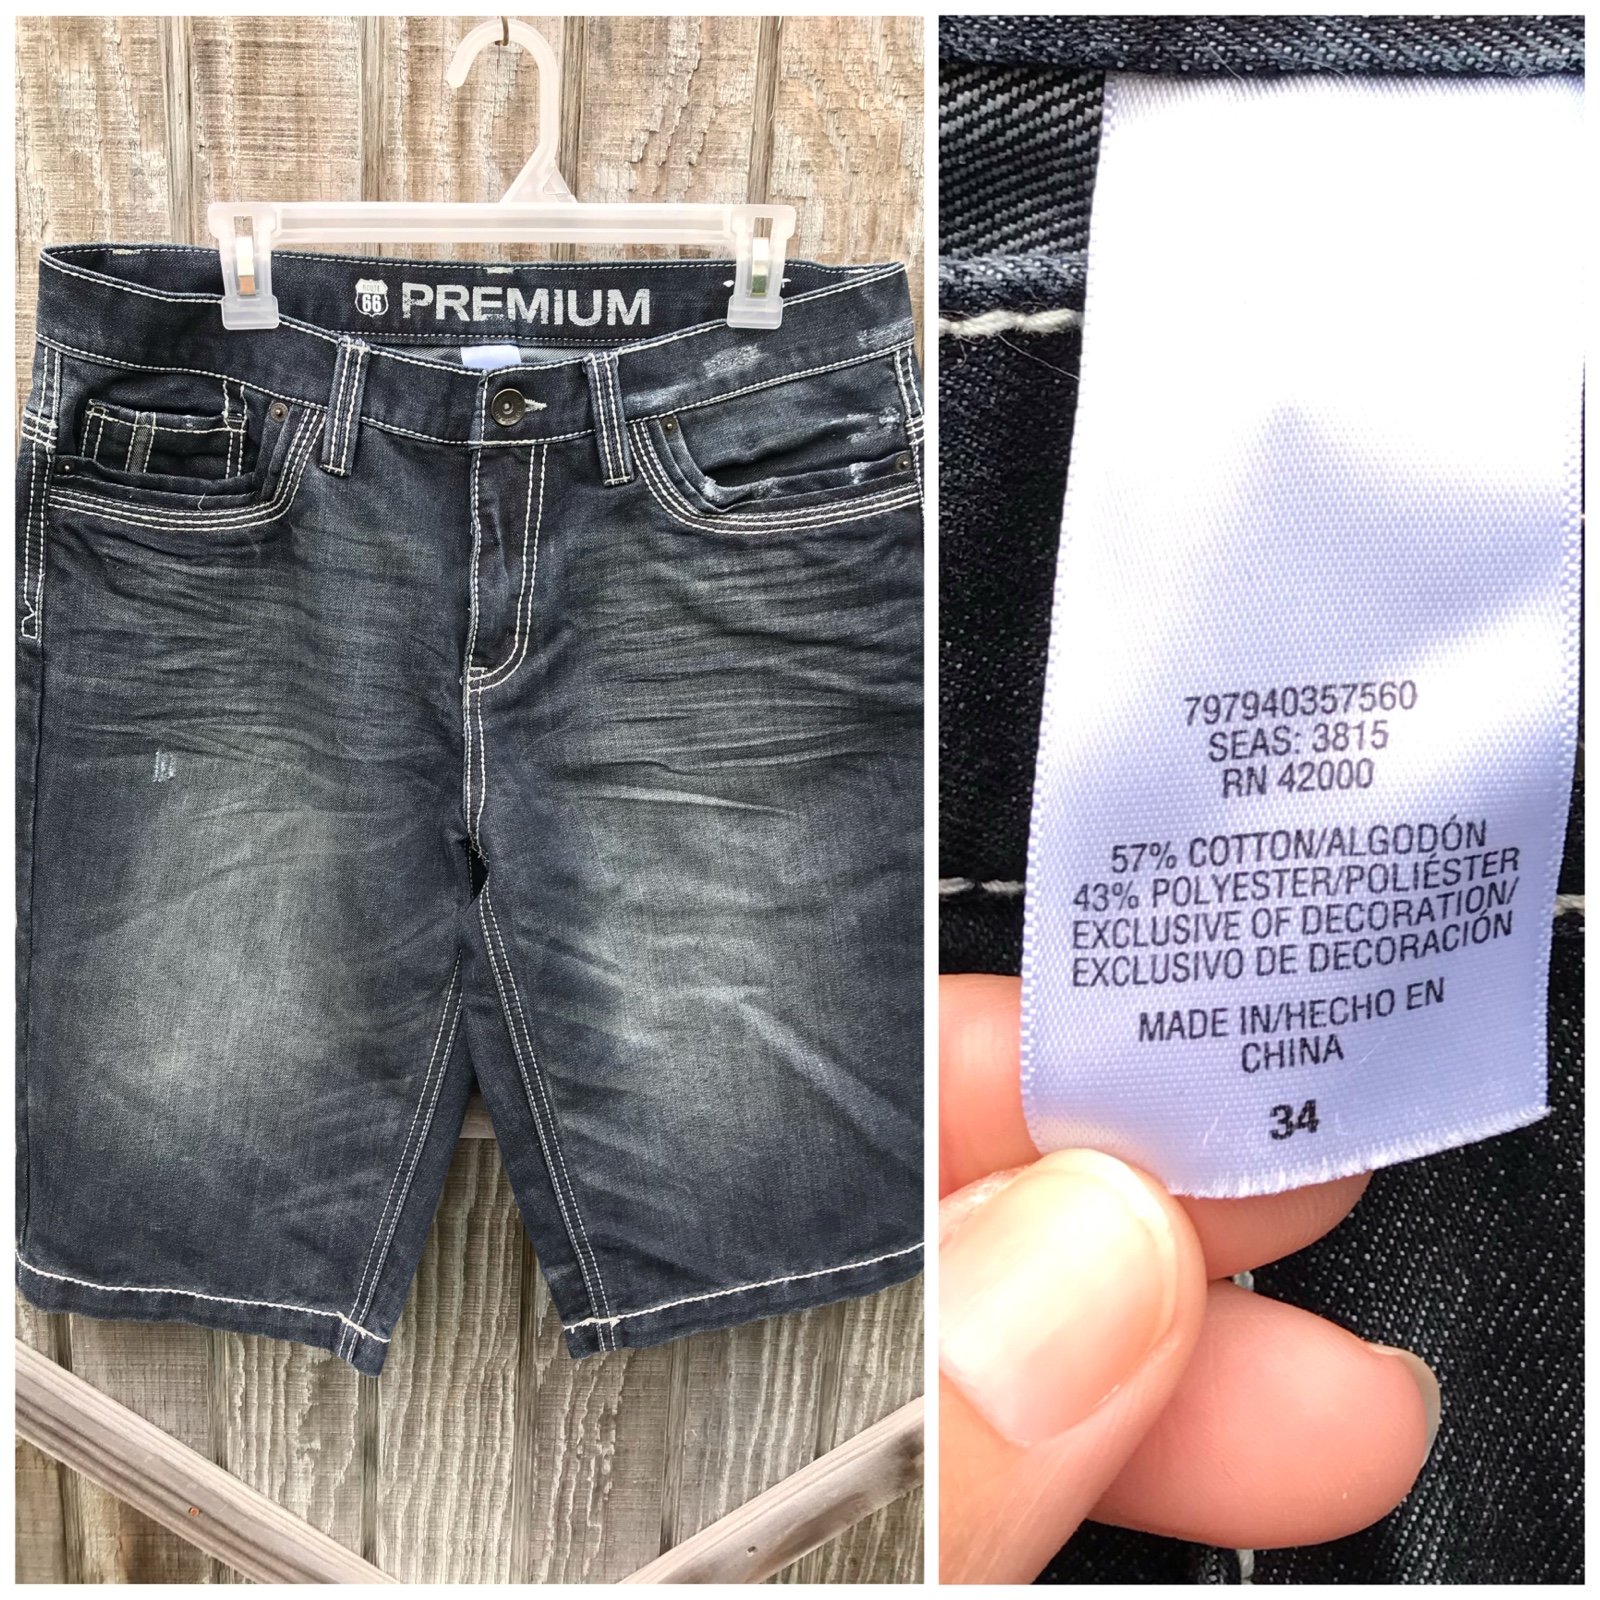 ROUTE
66
PREMIUM
797940357560
SEAS: 3815
RN 42000
57% COTTON/ALGODÓN
43% POLYESTER/POLIÉSTER
EXCLUSIVE OF DECORATION/
EXCLUSIVO DE DECORACIÓN
MADE IN/HECHO EN
CHINA
34